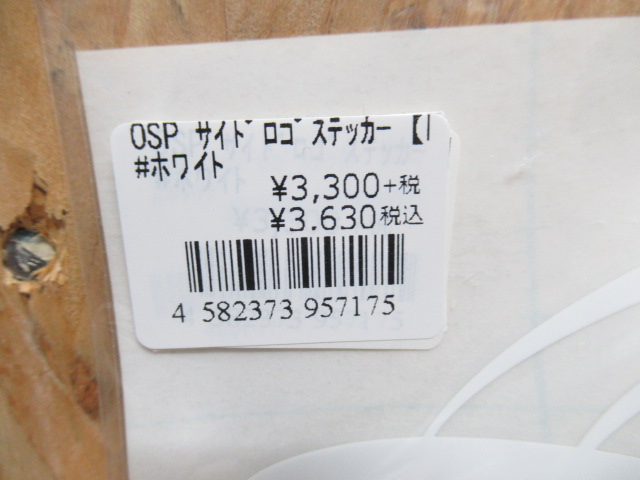 OSP ｻｲﾄﾞﾛｺﾞｽﾃｯｶｰ【
#ホワイト
¥3,300+税
¥3.630税込
4 582373 957175